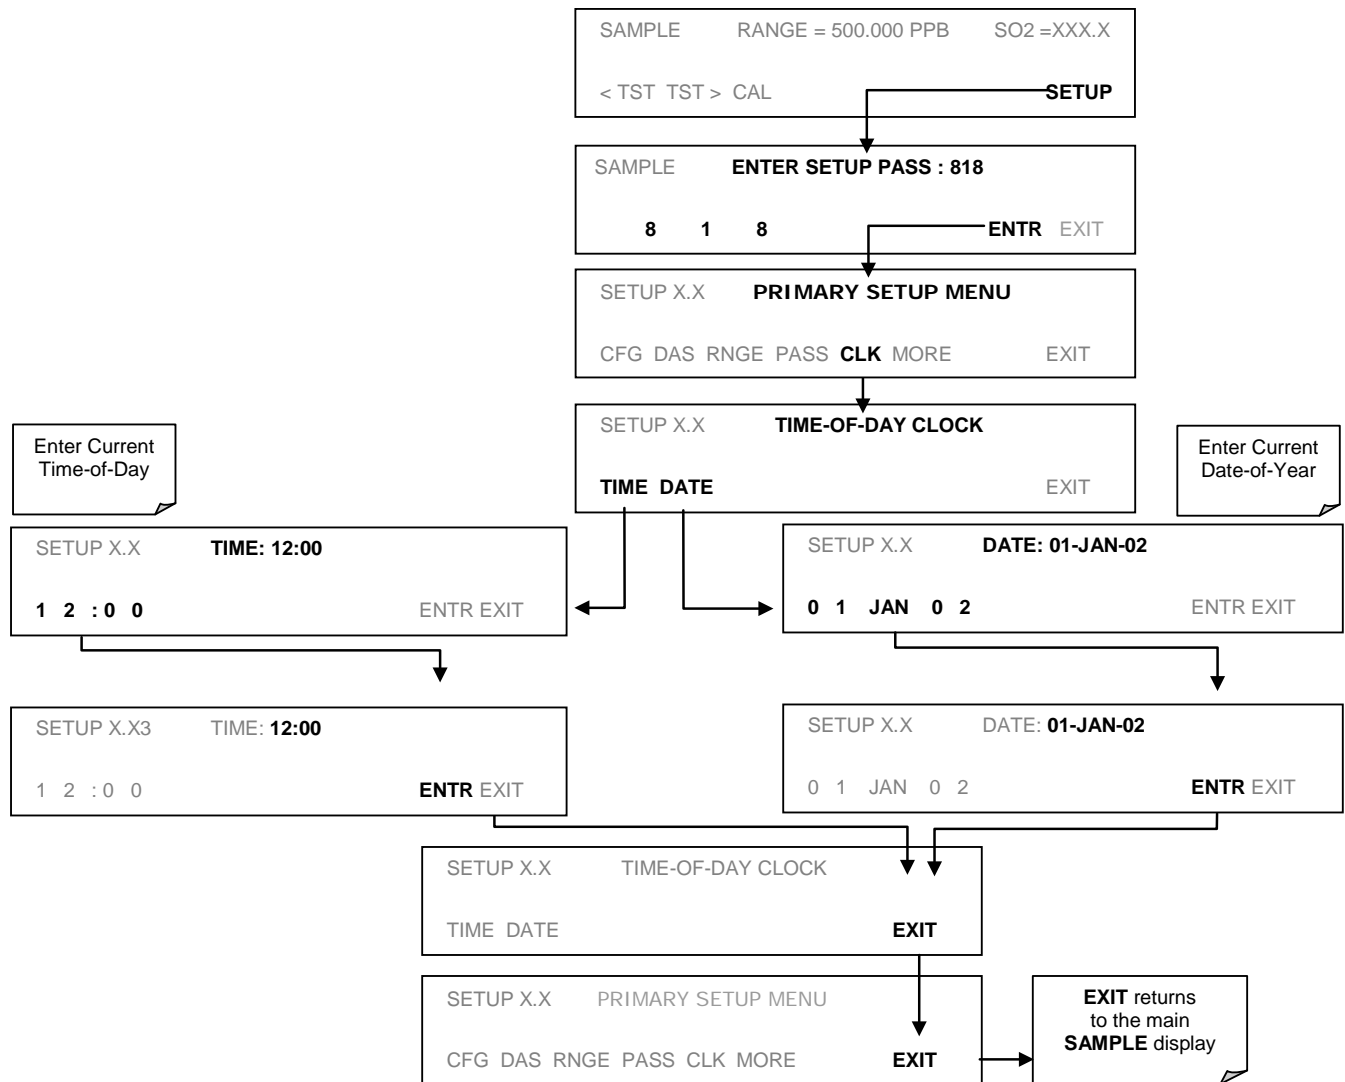 SAMPLE RANGE = 500.000 PPB SO2 =XXX.X
< TST TST > CAL SETUP
SAMPLE ENTER SETUP PASS : 818
8 1 8 ENTR EXIT
SETUP X.X PRIMARY SETUP MENU
CFG DAS RNGE PASS CLK MORE EXIT
SETUP X.X TIME-OF-DAY CLOCK
TIME DATE EXIT
Enter Current
Time-of-Day
Enter Current
Date-of-Year
SETUP X.X TIME: 12:00
1 2 : 0 0 ENTR EXIT
SETUP X.X DATE: 01-JAN-02
0 1 JAN 0 2 ENTR EXIT
SETUP X.X3 TIME: 12:00
1 2 : 0 0 ENTR EXIT
SETUP X.X DATE: 01-JAN-02
0 1 JAN 0 2 ENTR EXIT
SETUP X.X TIME-OF-DAY CLOCK
TIME DATE EXIT
SETUP X.X PRIMARY SETUP MENU
CFG DAS RNGE PASS CLK MORE EXIT
EXIT returns
to the main
SAMPLE display